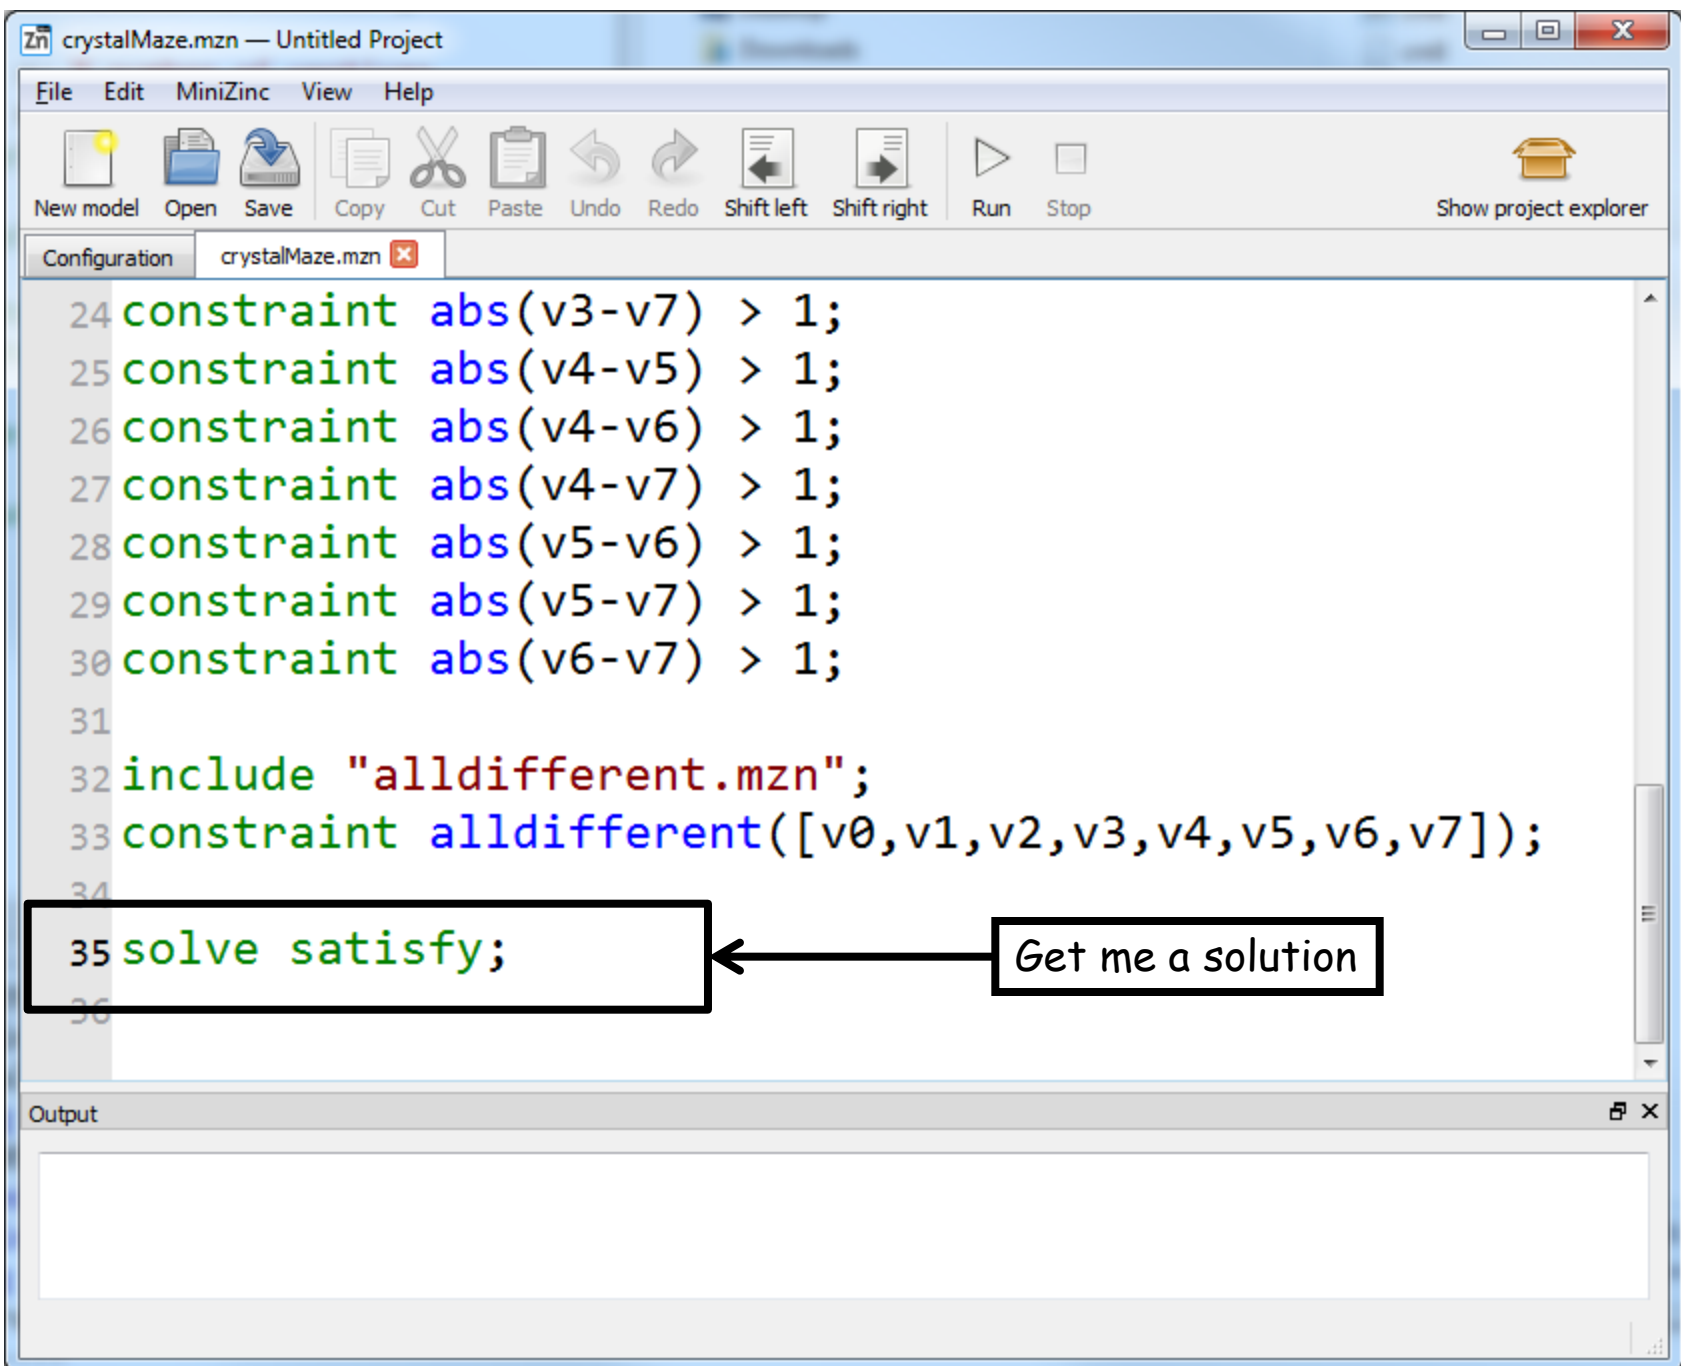 Zn crystalMaze.mzn — Untitled Project
File Edit MiniZinc View Help
New model Open Save Copy Cut Paste Undo Redo Shift left Shift right Run Stop Show project explorer
Configuration crystalMaze.mzn
24 constraint abs(v3-v7) > 1;
25 constraint abs(v4-v5) > 1;
26 constraint abs(v4-v6) > 1;
27 constraint abs(v4-v7) > 1;
28 constraint abs(v5-v6) > 1;
29 constraint abs(v5-v7) > 1;
30 constraint abs(v6-v7) > 1;
31
32 include "alldifferent.mzn";
33 constraint alldifferent([v0,v1,v2,v3,v4,v5,v6,v7]);
34
35 solve satisfy;
Get me a solution
36
Output